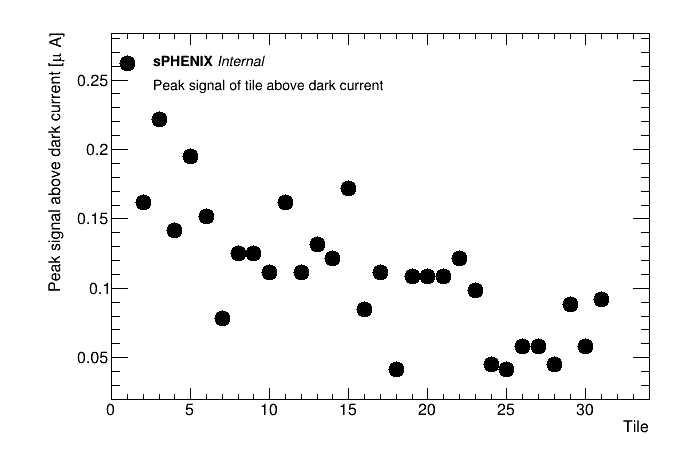 Peak signal above dark current [μ A]
sPHENIX Internal
Peak signal of tile above dark current
0.25
0.2
0.15
0.1
0.05
0 5 10 15 20 25 30
Tile